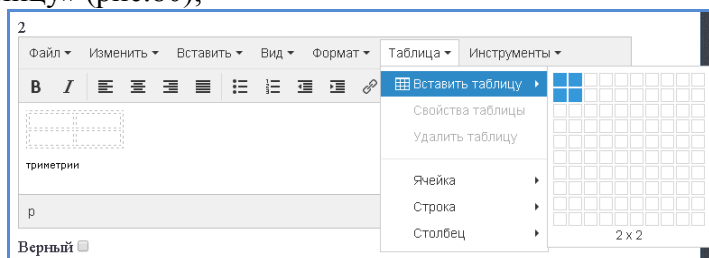 2
Файл Изменить Вставить Вид Формат Таблица Инструменты
B I
Вставить таблицу
Свойства таблицы
Удалить таблицу
триметрии
Ячейка
p
Строка
Столбец
2 x 2
Верный